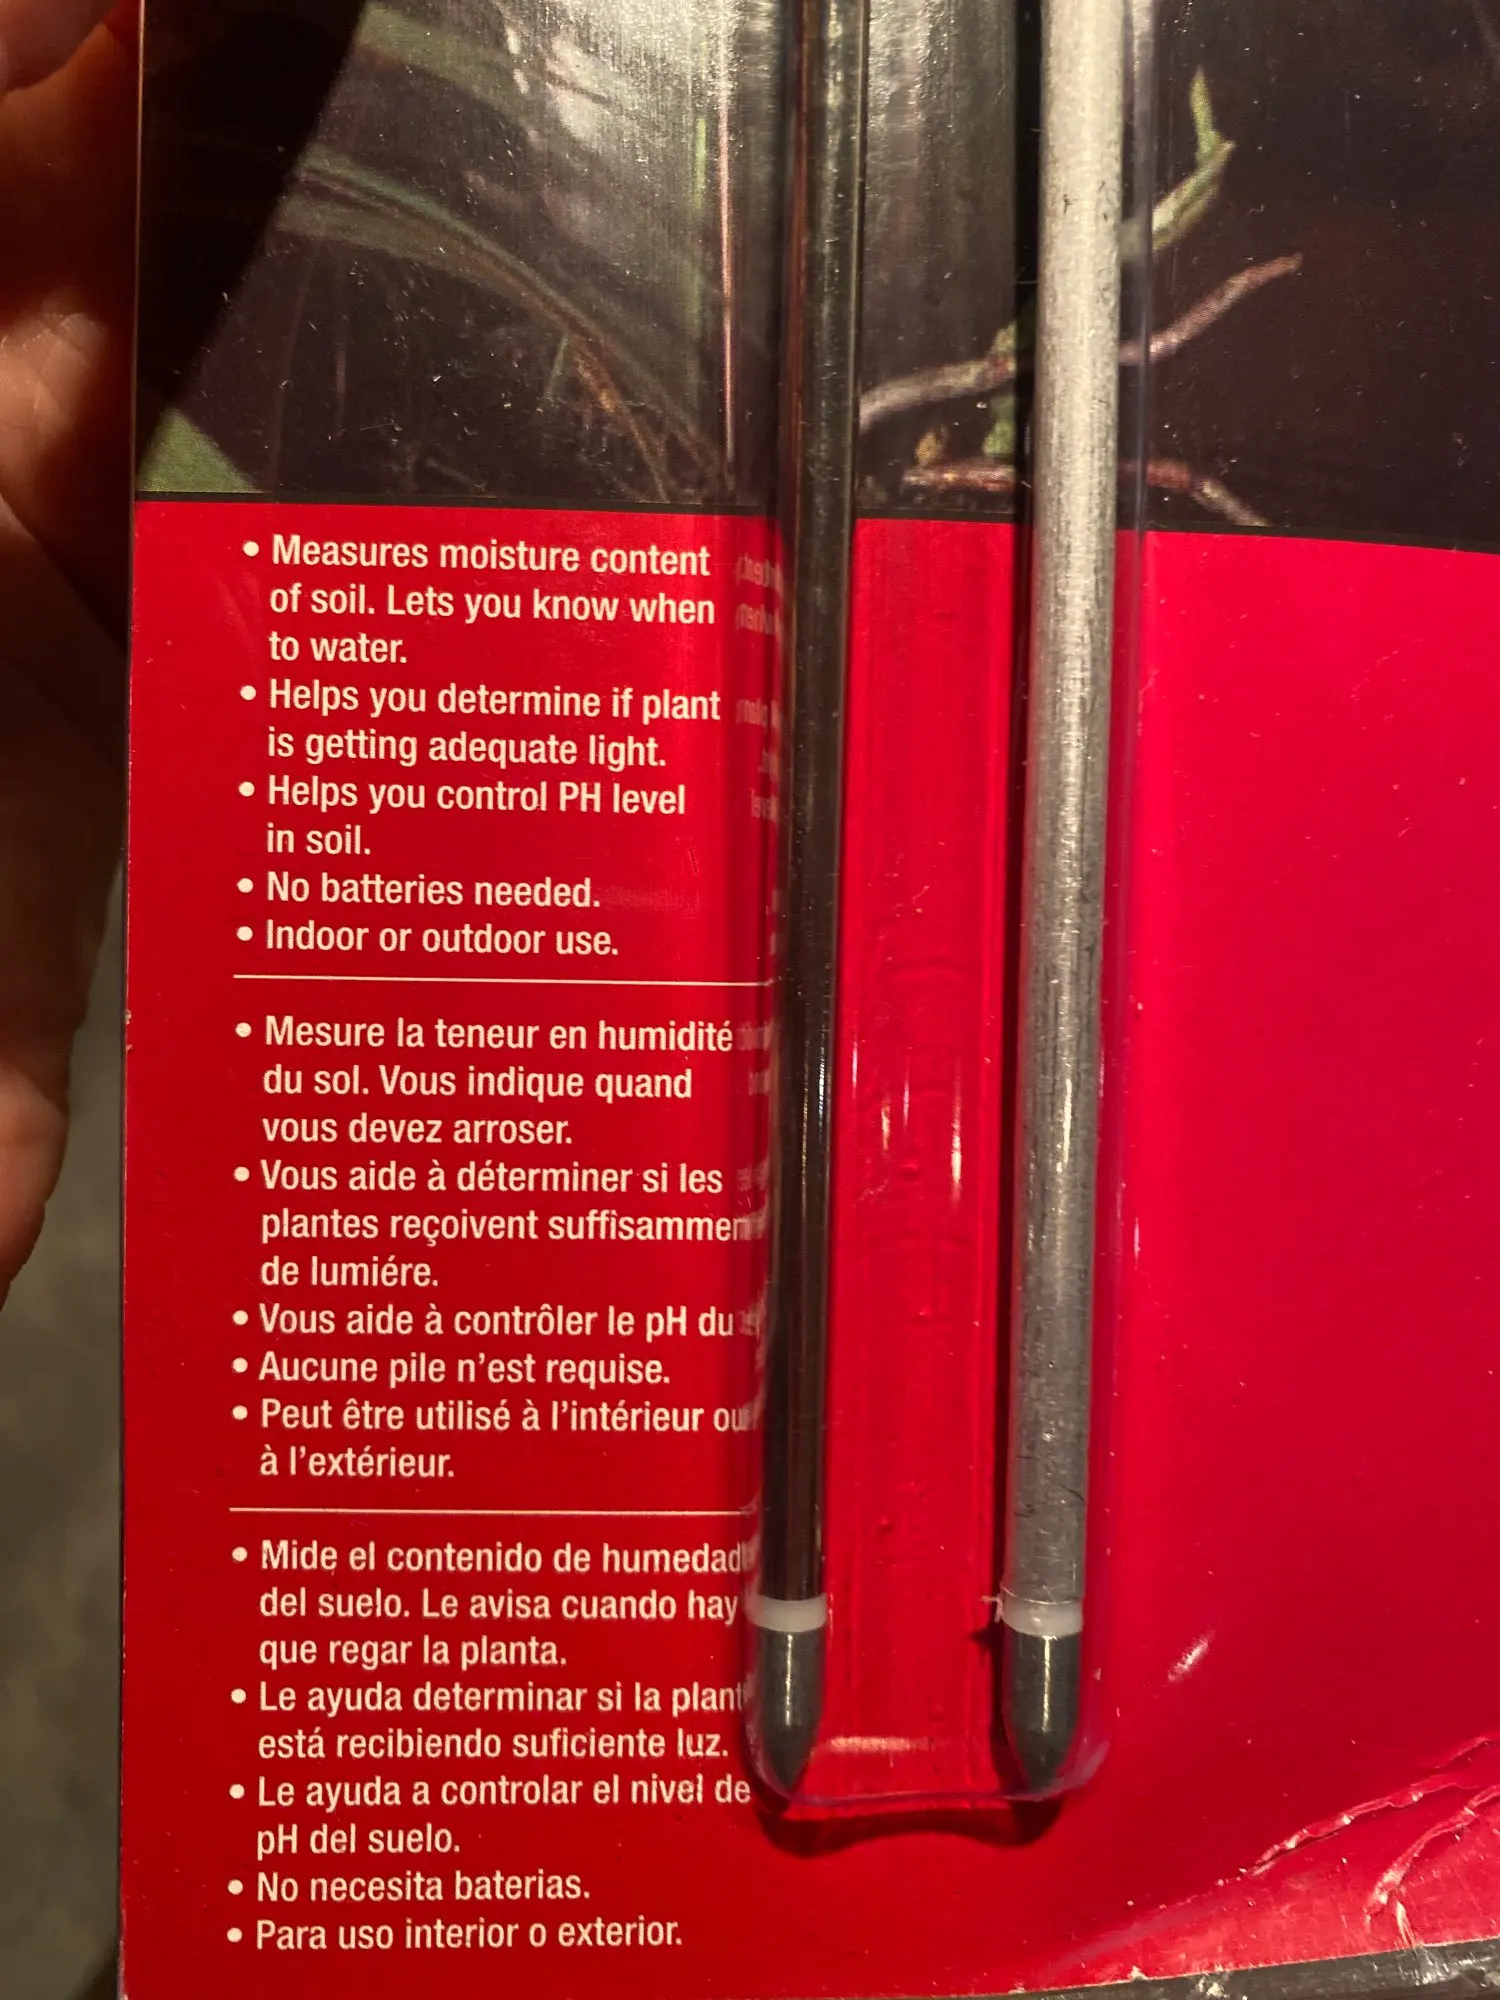 • Measures moisture content
of soil. Lets you know when
to water.
• Helps you determine if plant
is getting adequate light.
• Helps you control PH level
in soil.
• No batteries needed.
• Indoor or outdoor use.
• Mesure la teneur en humidité
du sol. Vous indique quand
vous devez arroser.
• Vous aide à déterminer si les
plantes reçoivent
de lumiére.
• Vous aide à contrôler le pH du
• Aucune pile n'est requise.
• Peut être utilisé à l'intérieur ou
à l'extérieur.
• Mide el contenido de humedad
del suelo. Le avisa cuando hay
que regar la planta.
• Le ayuda determinar si la
está recibiendo suficiente luz.
• Le ayuda a controlar el nivel de
pH del suelo.
• No necesita baterias.
• Para uso interior o exterior.